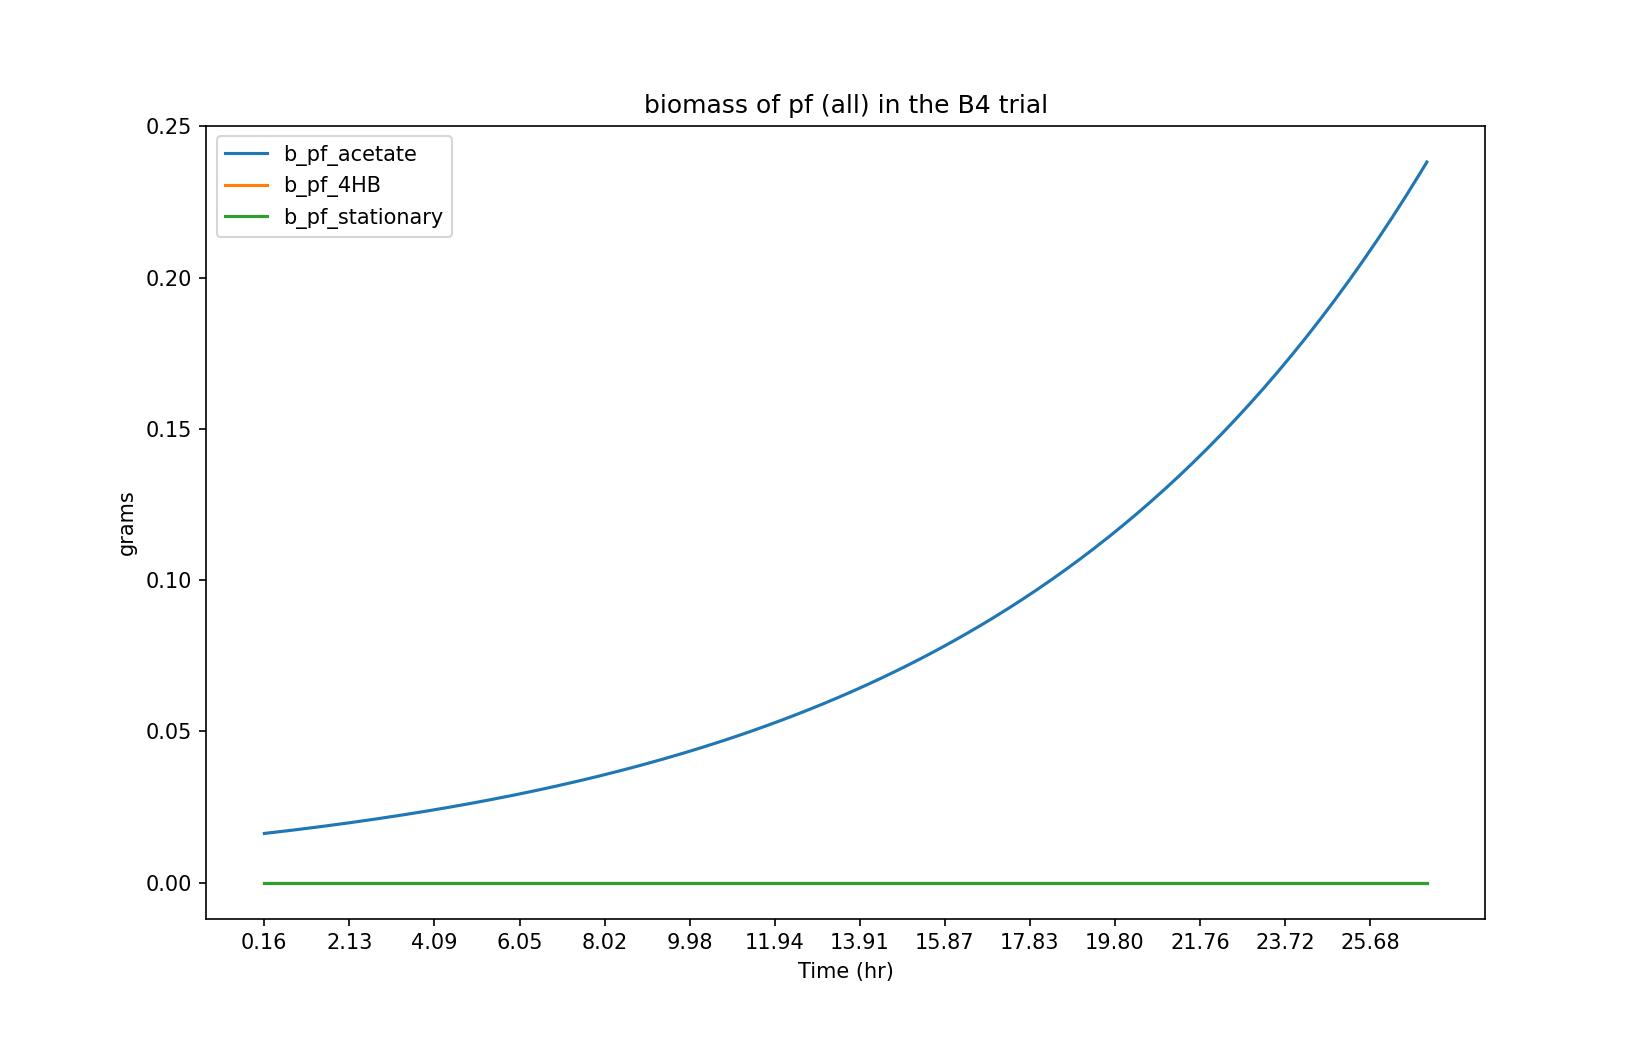 biomass of pf (all) in the B4 trial
0.25
b_pf_acetate
b_pf_4HB
b_pf_stationary
0.20
0.15
grams
0.10
0.05
0.00
0.16 2.13 4.09 6.05 8.02 9.98 11.94 13.91 15.87 17.83 19.80 21.76 23.72 25.68
Time (hr)